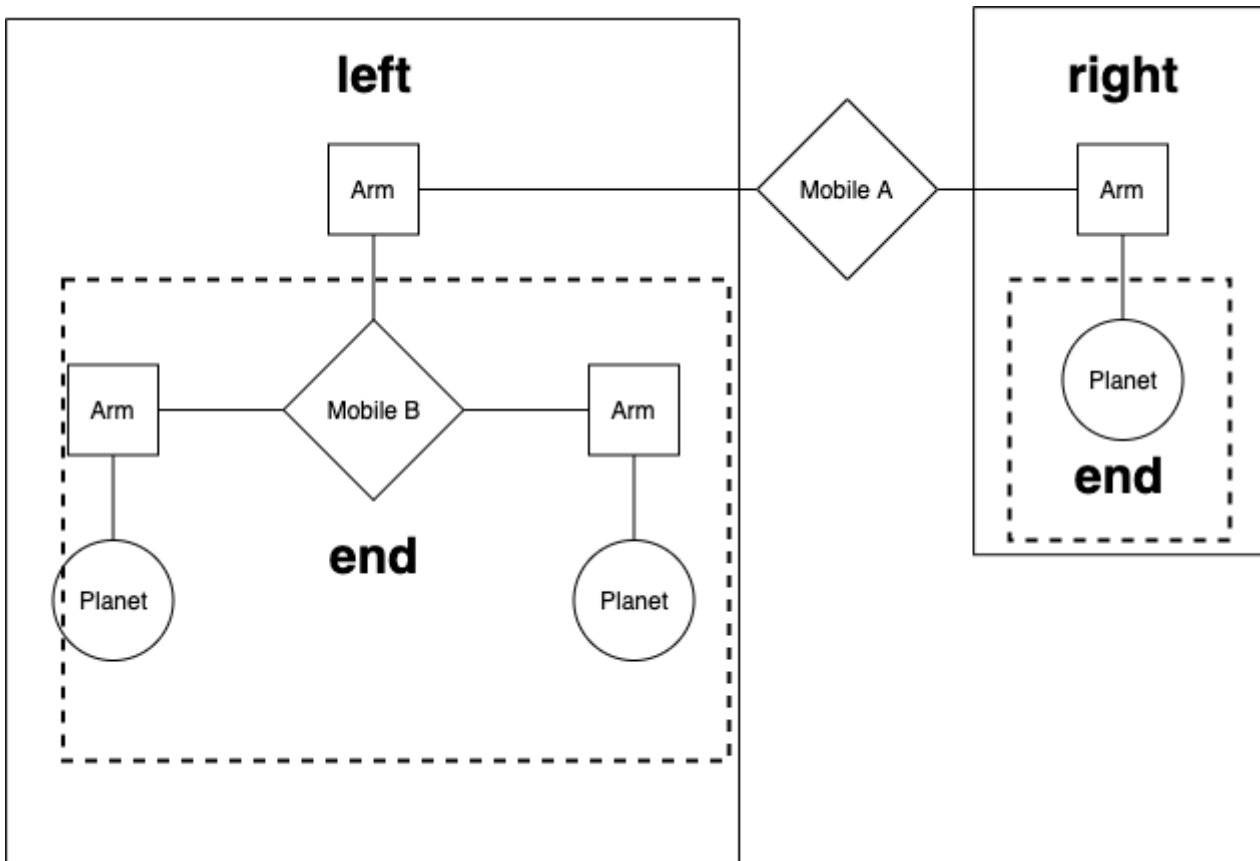 left
right
Arm
Mobile A
Arm
Planet
Arm
Mobile B
Arm
end
end
Planet
Planet